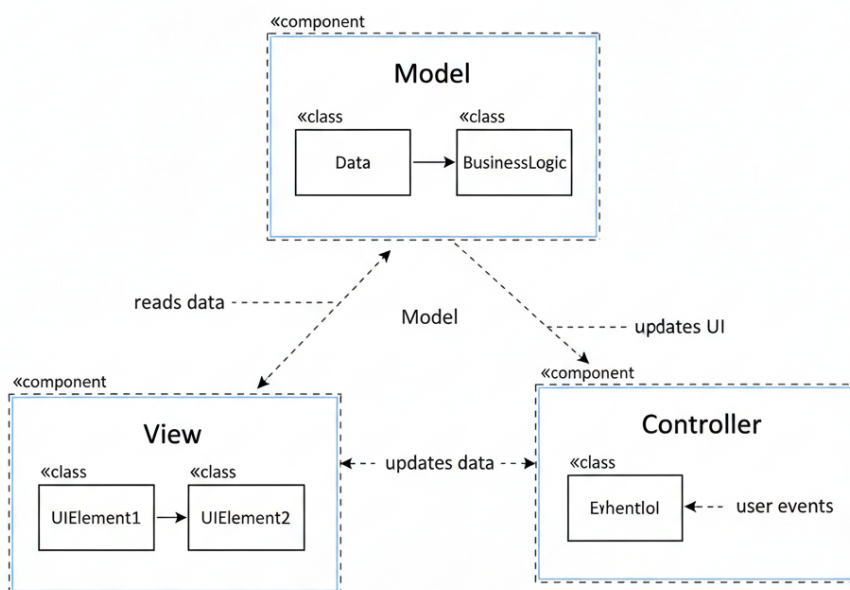 «component
Model
«class
«class
Data
BusinessLogic
reads data
Model
updates UI
«component
«component
View
Controller
«class
«class
updates data
«class
UIElement1
UIElement2
user events